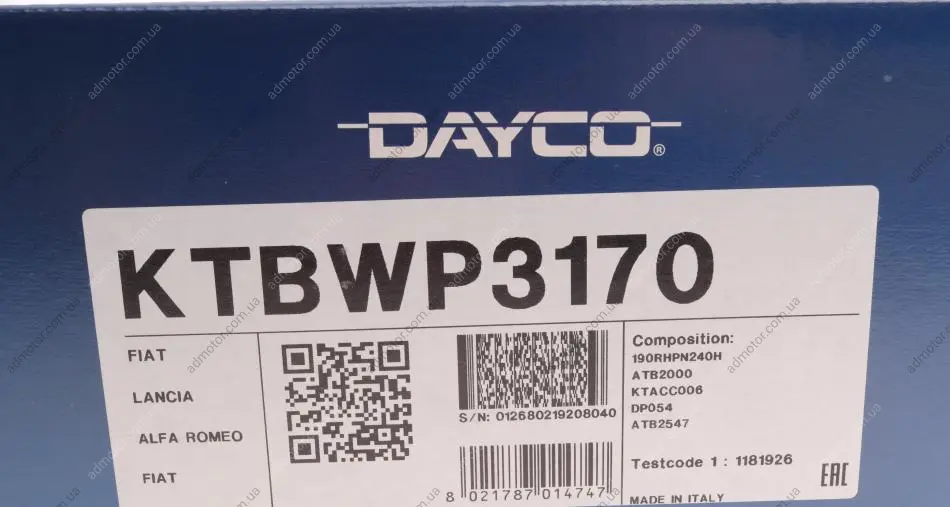 DAYCO®
KTBWP3170
FIAT
LANCIA
ALFA ROMEO
FIAT
S/N: 012680219208040
8 021787 014747
Composition:
190RHPN240H
ATB2000
KTACC006
DP054
ATB2547
Testcode 1 : 1181926
EAC
MADE IN ITALY
admotor.com.ua